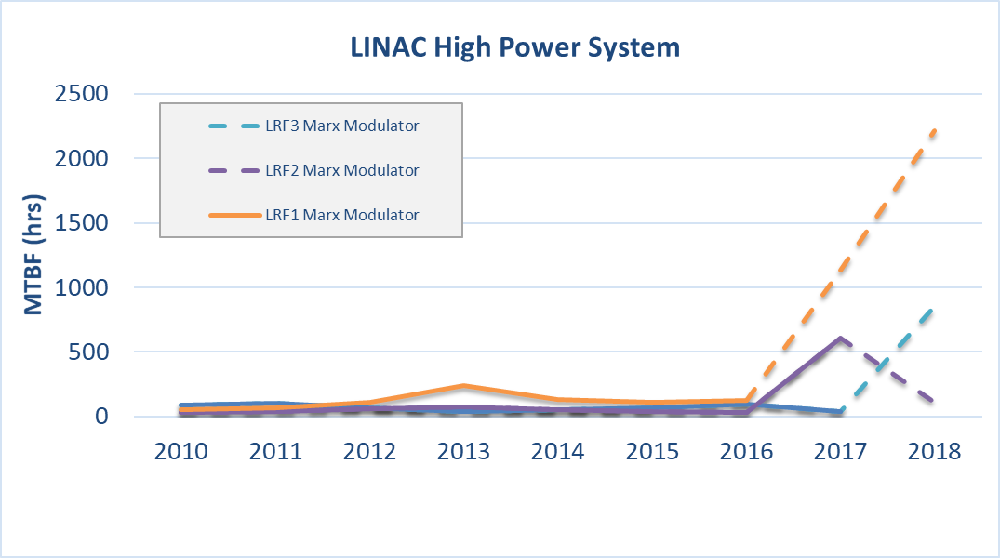 LINAC High Power System
MTBF (hrs)
2500
2000
1500
1000
500
0
LRF3 Marx Modulator
LRF2 Marx Modulator
LRF1 Marx Modulator
2010 2011 2012 2013 2014 2015 2016 2017 2018